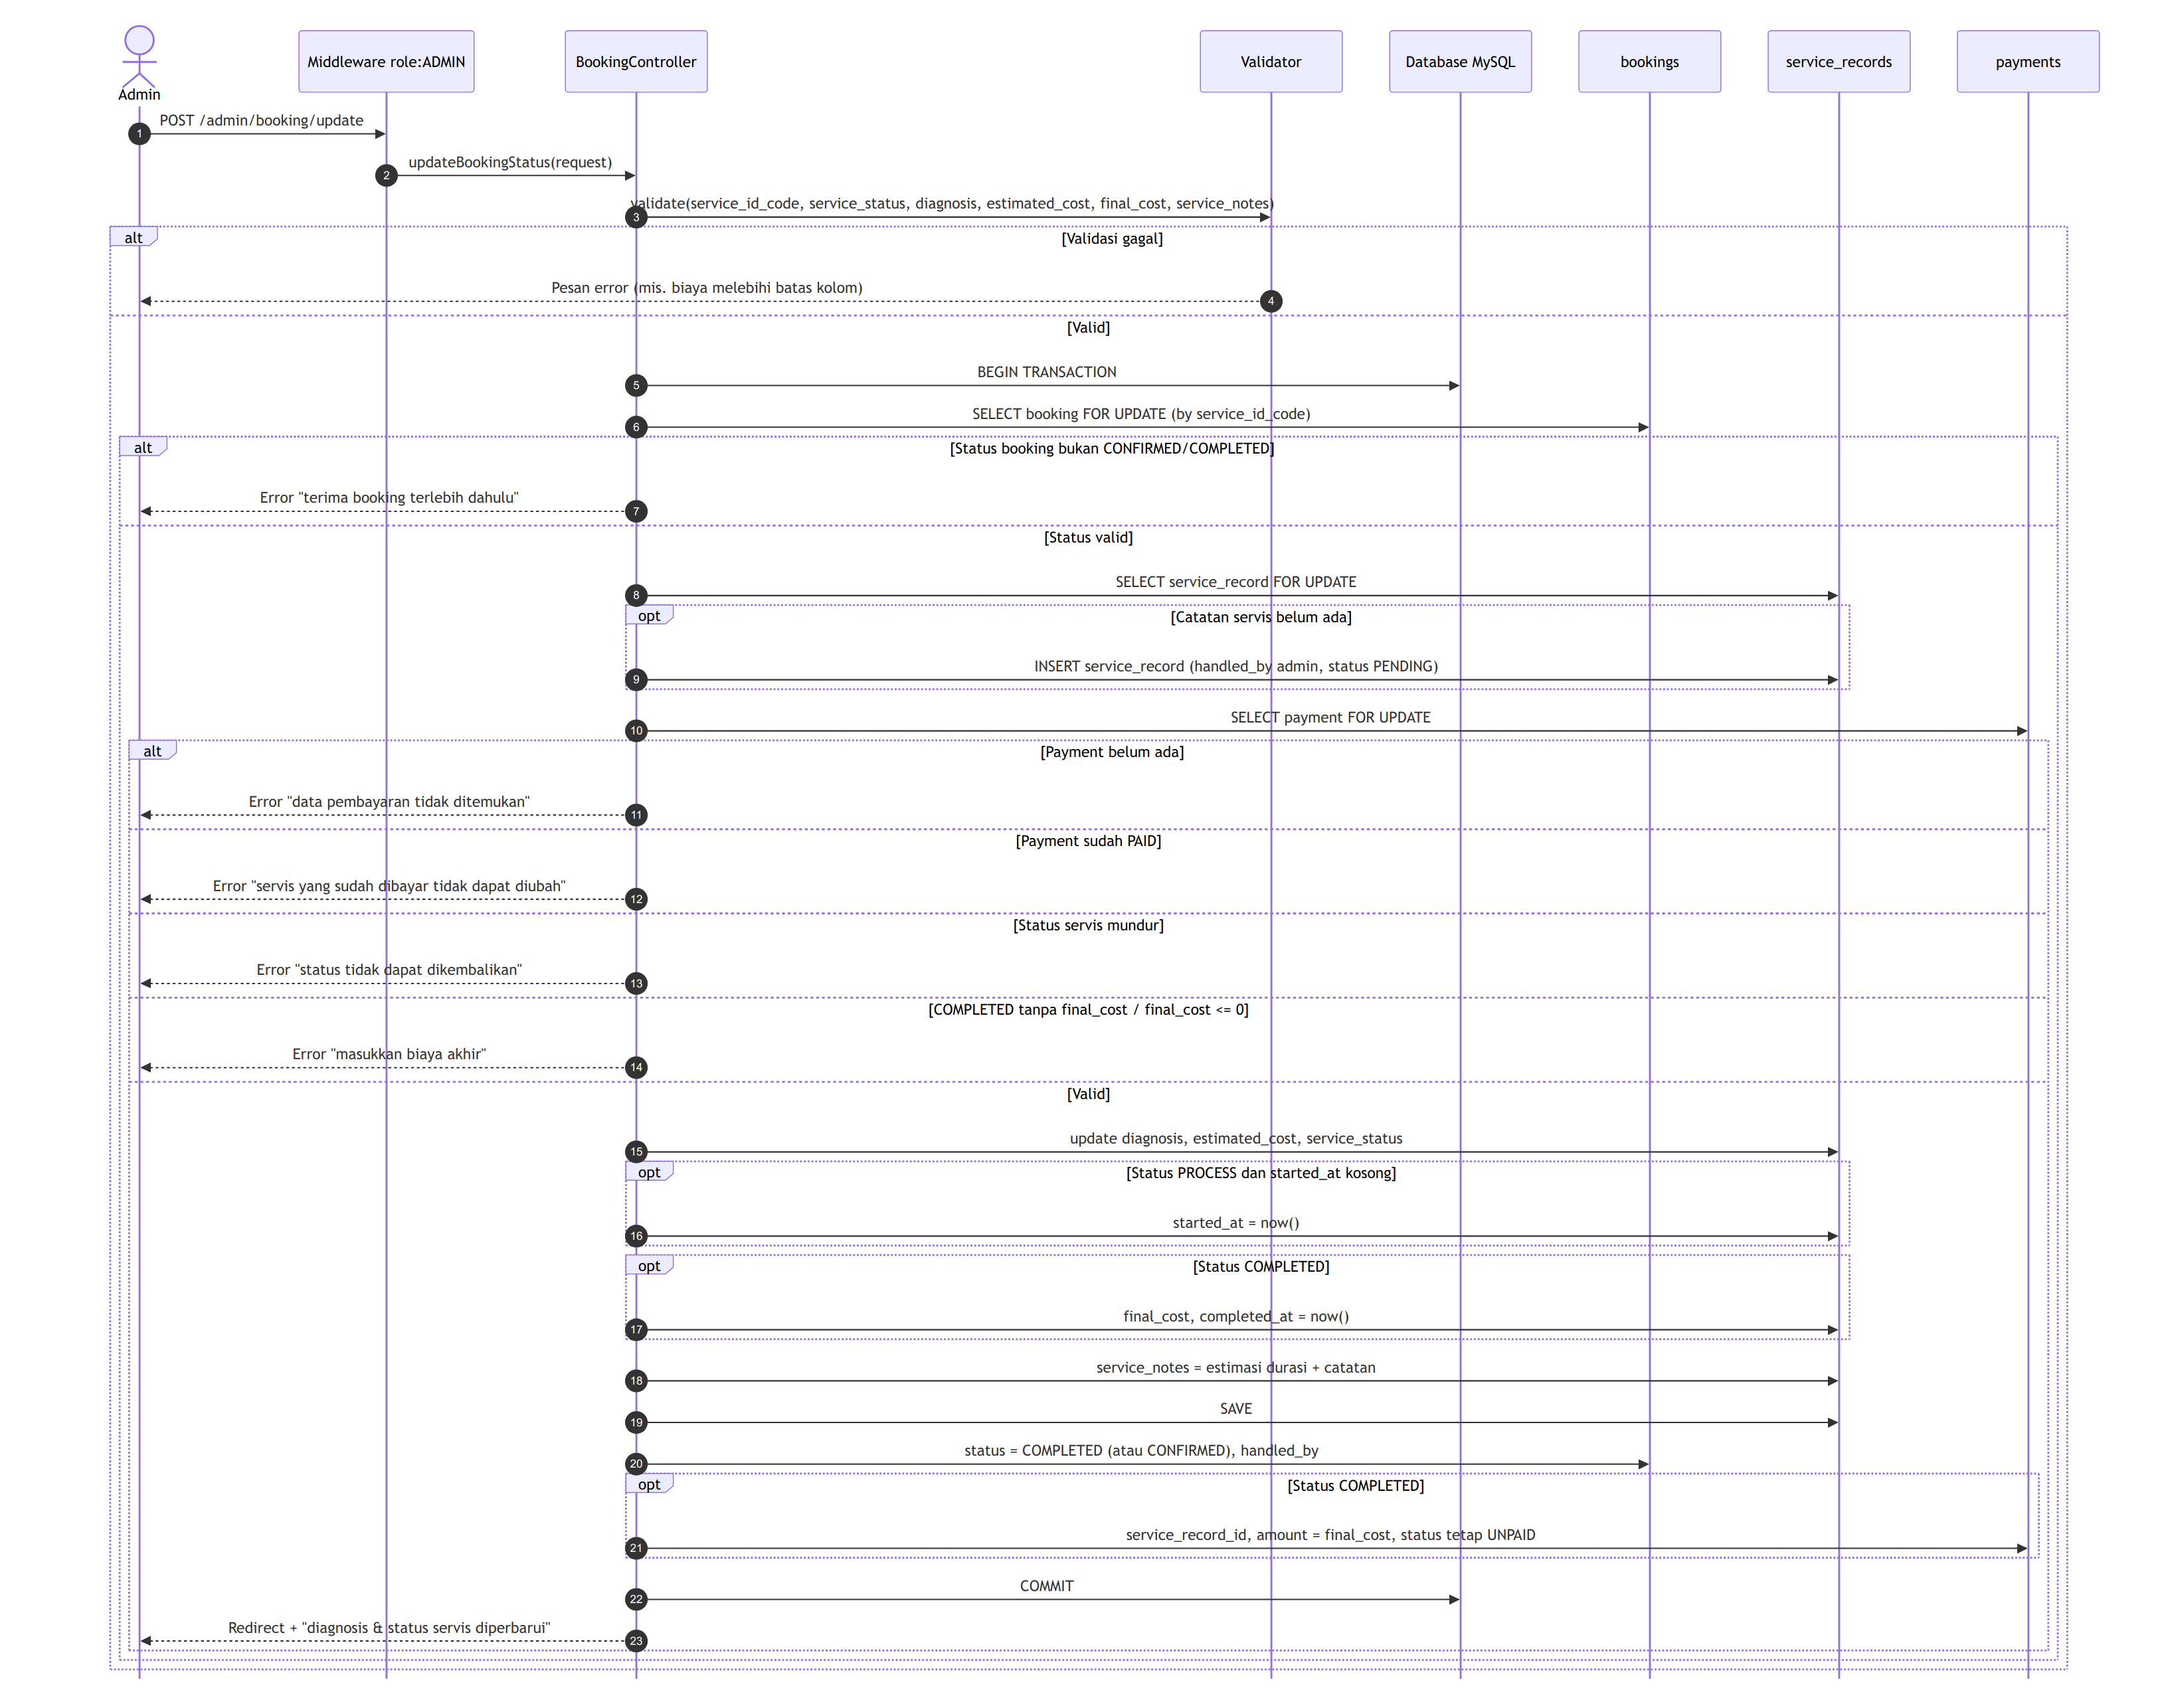 Admin
Middleware role:ADMIN
BookingController
Validator
Database MySQL
bookings
service_records
payments
1 POST /admin/booking/update
2 updateBookingStatus(request)
3 validate(service_id_code, service_status, diagnosis, estimated_cost, final_cost, service_notes)
alt [Validasi gagal]
Pesan error (mis. biaya melebihi batas kolom) 4
[Valid]
5 BEGIN TRANSACTION
6 SELECT booking FOR UPDATE (by service_id_code)
alt [Status booking bukan CONFIRMED/COMPLETED]
Error "terima booking terlebih dahulu" 7
[Status valid]
8 SELECT service_record FOR UPDATE
opt [Catatan servis belum ada]
9 INSERT service_record (handled_by admin, status PENDING)
10 SELECT payment FOR UPDATE
alt [Payment belum ada]
Error "data pembayaran tidak ditemukan" 11
[Payment sudah PAID]
Error "servis yang sudah dibayar tidak dapat diubah" 12
[Status servis mundur]
Error "status tidak dapat dikembalikan" 13
[COMPLETED tanpa final_cost / final_cost <= 0]
Error "masukkan biaya akhir" 14
[Valid]
15 update diagnosis, estimated_cost, service_status
opt [Status PROCESS dan started_at kosong]
16 started_at = now()
opt [Status COMPLETED]
17 final_cost, completed_at = now()
18 service_notes = estimasi durasi + catatan
19 SAVE
20 status = COMPLETED (atau CONFIRMED), handled_by
opt [Status COMPLETED]
21 service_record_id, amount = final_cost, status tetap UNPAID
22 COMMIT
Redirect + "diagnosis & status servis diperbarui" 23